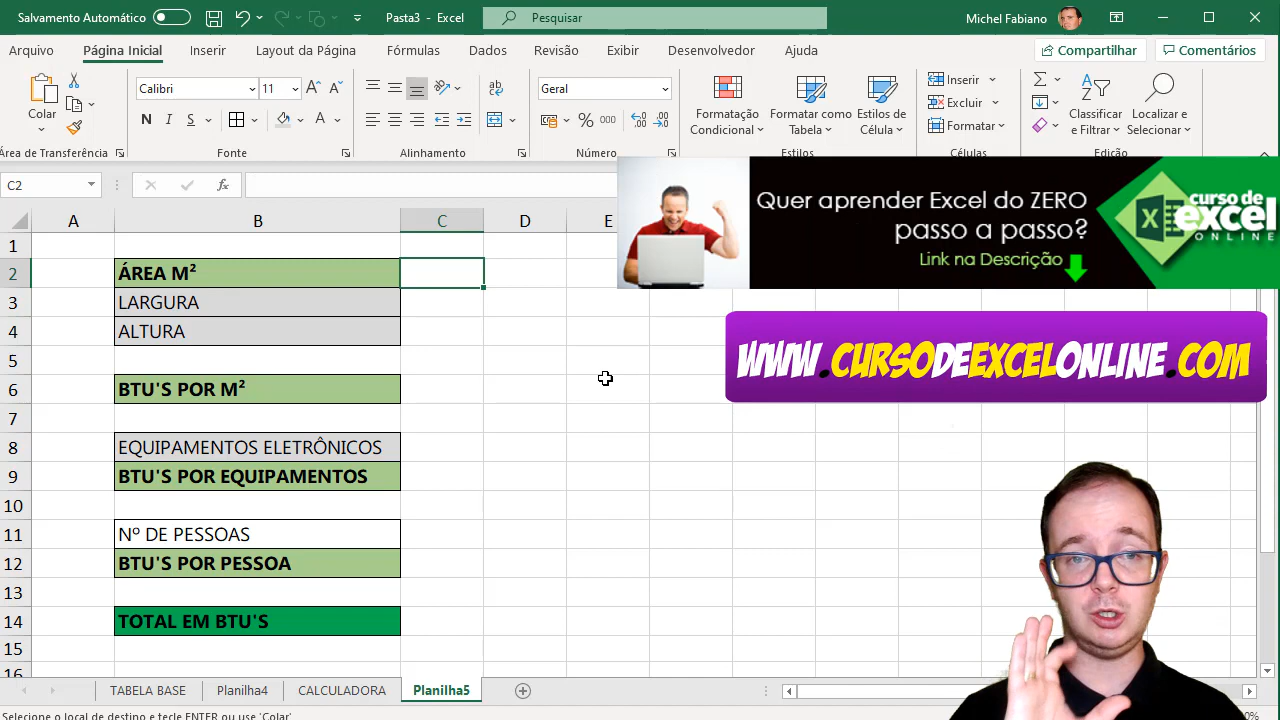 Salvamento Automático
Pasta3 - Excel
Pesquisar
Michel Fabiano
Arquivo
Página Inicial
Inserir
Layout da Página
Fórmulas
Dados
Revisão
Exibir
Desenvolvedor
Ajuda
Compartilhar
Comentários
Colar
Calibri
11
N I S
A
Geral
% 000
Formatação
Condicional
Formatar como
Tabela
Estilos de
Célula
Inserir
Excluir
Formatar
Classificar
e Filtrar
Localizar e
Selecionar
Área de Transferência
Fonte
Alinhamento
Número
Estilos
Células
Edição
C2
fx
Quer aprender Excel do ZERO
passo a passo?
Link na Descrição
curso de
excel
ONLINE
A B C D E
1
2 ÁREA M²
3 LARGURA
4 ALTURA
5
6 BTU'S POR M²
7
8 EQUIPAMENTOS ELETRÔNICOS
9 BTU'S POR EQUIPAMENTOS
10
11 Nº DE PESSOAS
12 BTU'S POR PESSOA
13
14 TOTAL EM BTU'S
15
16
WWW.CURSODEEXCELONLINE.COM
TABELA BASE
Planilha4
CALCULADORA
Planilha5
Selecione o local de destino e tecle ENTER ou use 'Colar'